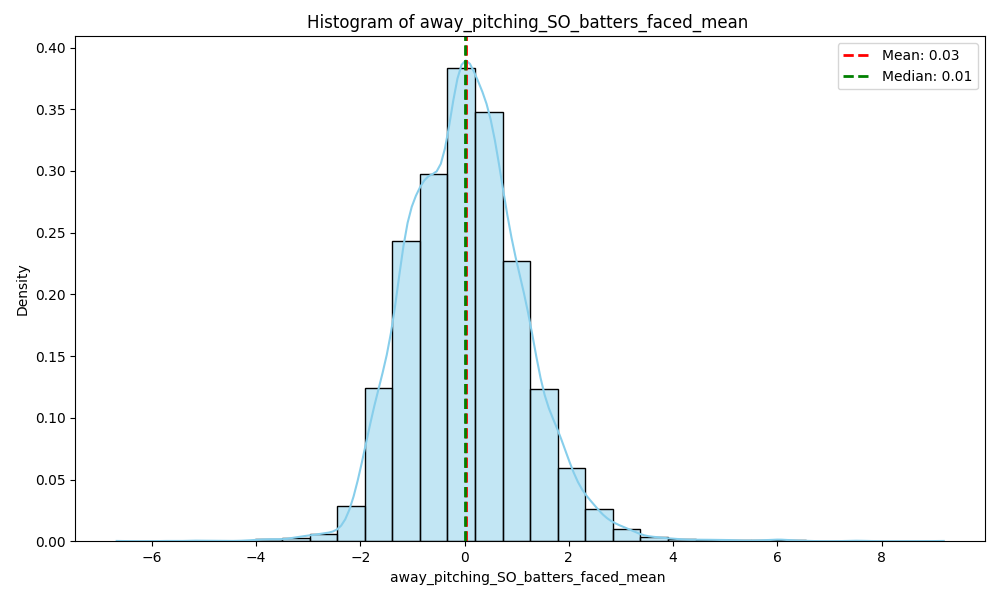 Histogram of away_pitching_SO_batters_faced_mean
Mean: 0.03
Median: 0.01
Density
0.40
0.35
0.30
0.25
0.20
0.15
0.10
0.05
0.00
−6 −4 −2 0 2 4 6 8
away_pitching_SO_batters_faced_mean